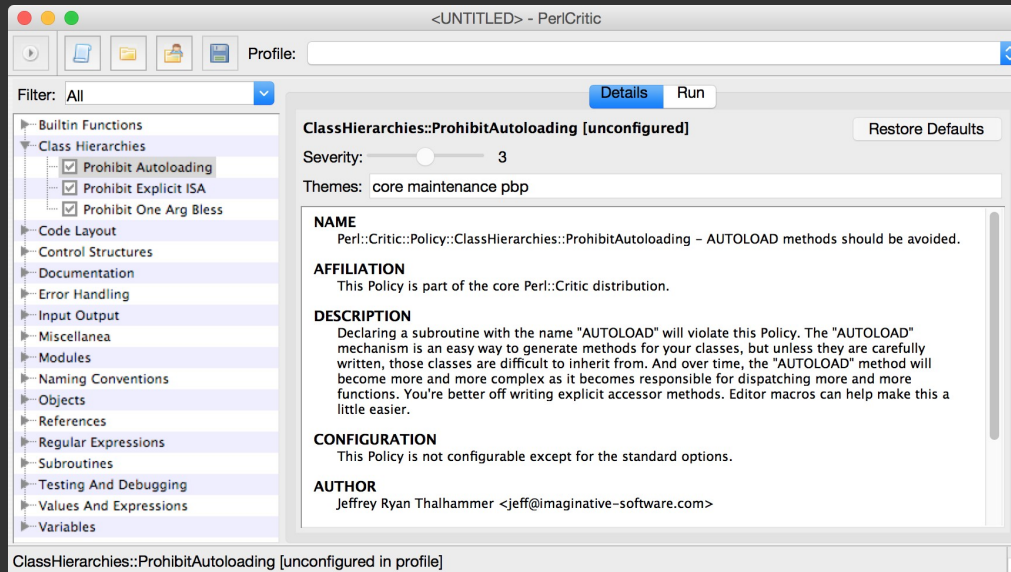 <UNTITLED> - PerlCritic
Profile:
Filter: All
Builtin Functions
Class Hierarchies
Prohibit Autoloading
Prohibit Explicit ISA
Prohibit One Arg Bless
Code Layout
Control Structures
Documentation
Error Handling
Input Output
Miscellanea
Modules
Naming Conventions
Objects
References
Regular Expressions
Subroutines
Testing And Debugging
Values And Expressions
Variables
Details Run
ClassHierarchies::ProhibitAutoloading [unconfigured] Restore Defaults
Severity: 3
Themes: core maintenance pbp
NAME
Perl::Critic::Policy::ClassHierarchies::ProhibitAutoloading – AUTOLOAD methods should be avoided.
AFFILIATION
This Policy is part of the core Perl::Critic distribution.
DESCRIPTION
Declaring a subroutine with the name "AUTOLOAD" will violate this Policy. The "AUTOLOAD"
mechanism is an easy way to generate methods for your classes, but unless they are carefully
written, those classes are difficult to inherit from. And over time, the "AUTOLOAD" method will
become more and more complex as it becomes responsible for dispatching more and more
functions. You're better off writing explicit accessor methods. Editor macros can help make this a
little easier.
CONFIGURATION
This Policy is not configurable except for the standard options.
AUTHOR
Jeffrey Ryan Thalhammer <jeff@imaginative-software.com>
ClassHierarchies::ProhibitAutoloading [unconfigured in profile]